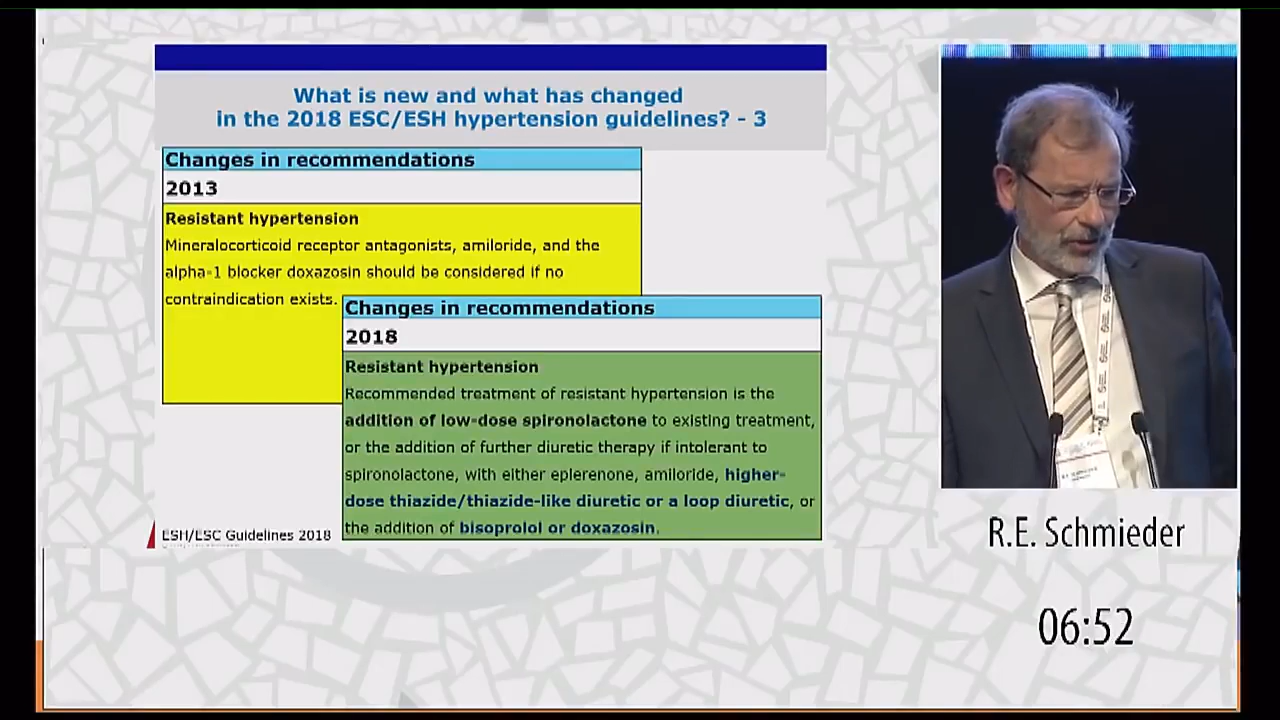 What is new and what has changed
in the 2018 ESC/ESH hypertension guidelines? - 3
Changes in recommendations
2013
Resistant hypertension
Mineralocorticoid receptor antagonists, amiloride, and the
alpha-1 blocker doxazosin should be considered if no
contraindication exists.
Changes in recommendations
2018
Resistant hypertension
Recommended treatment of resistant hypertension is the
addition of low-dose spironolactone to existing treatment,
or the addition of further diuretic therapy if intolerant to
spironolactone, with either eplerenone, amiloride, higher-
dose thiazide/thiazide-like diuretic or a loop diuretic, or
the addition of bisoprolol or doxazosin.
ESH/ESC Guidelines 2018
R.E. Schmieder
06:52